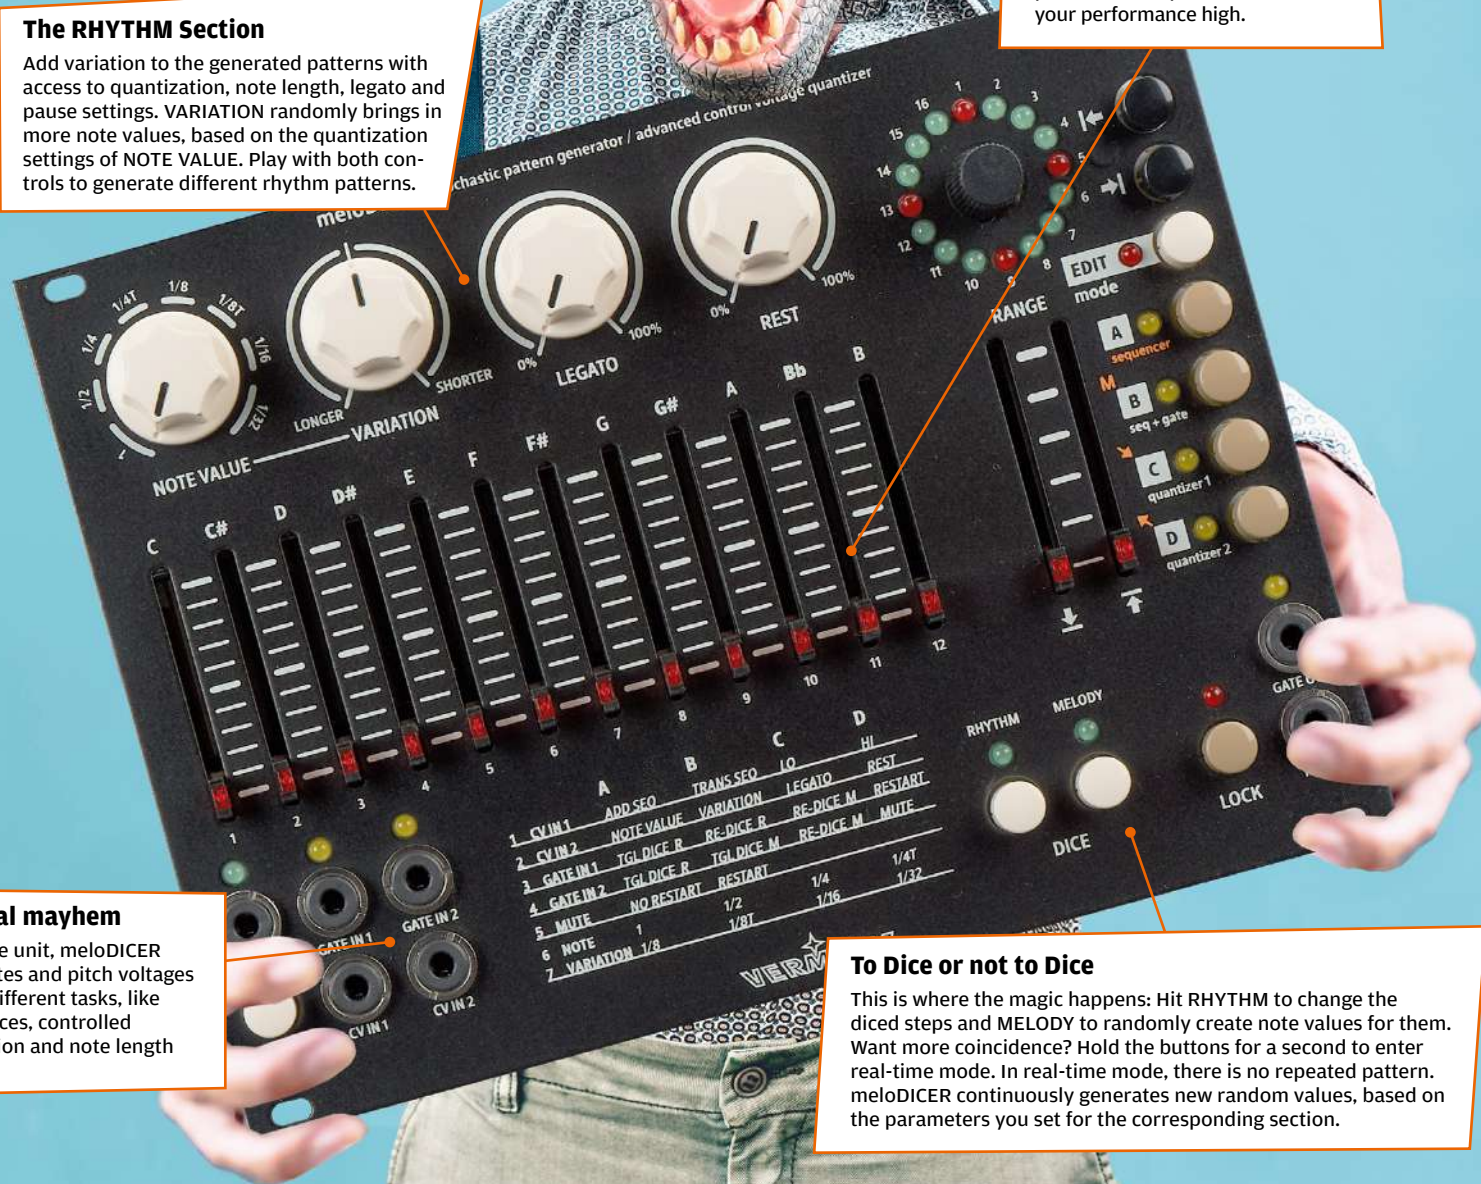 The RHYTHM Section
Add variation to the generated patterns with
access to quantization, note length, legato and
pause settings. VARIATION randomly brings in
more note values, based on the quantization
settings of NOTE VALUE. Play with both con-
trols to generate different rhythm patterns.
your performance high.
pattern generator / advanced control voltage quantizer
1 2 3 4 5 6 7 8 9 10 11 12 13 14 15 16
EDIT
mode
1 1/2 1/4 1/4T 1/8 1/8T 1/16 1/32
NOTE VALUE
LONGER SHORTER
VARIATION
0% 100%
LEGATO
0% 100%
REST
RANGE
A
sequencer
M
B
seq + gate
C
quantizer 1
D
quantizer 2
C C# D D# E F F# G G# A Bb B
1 2 3 4 5 6 7 8 9 10 11 12
A B C D
1 CV IN 1 ADD SEQ TRANS SEQ LO HI
2 CV IN 2 NOTE VALUE VARIATION LEGATO REST
3 GATE IN 1 TGL DICE R RE-DICE R RE-DICE M RESTART
4 GATE IN 2 TGL DICE R TGL DICE M RE-DICE M MUTE
5 MUTE NO RESTART RESTART
6 NOTE 1 1/2 1/4 1/4T
7 VARIATION 1/8 1/8T 1/16 1/32
RHYTHM
MELODY
DICE
LOCK
GATE
GATE IN 1
GATE IN 2
CV IN 1
CV IN 2
mayhem
unit, meloDICER
and pitch voltages
different tasks, like
controlled
and note length
To Dice or not to Dice
This is where the magic happens: Hit RHYTHM to change the
diced steps and MELODY to randomly create note values for them.
Want more coincidence? Hold the buttons for a second to enter
real-time mode. In real-time mode, there is no repeated pattern.
meloDICER continuously generates new random values, based on
the parameters you set for the corresponding section.